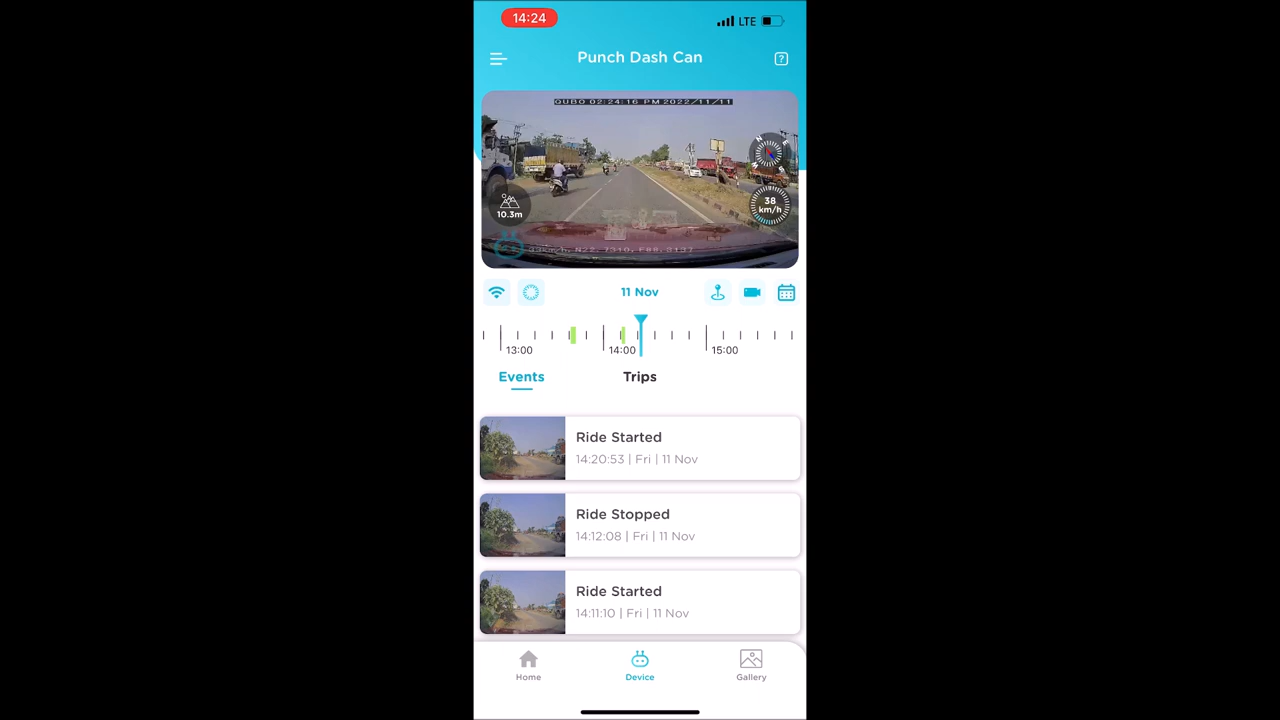 14:24
LTE
Punch Dash Can
?
QUBO 02:24:16 PM 2022/11/11
N
E
10.3m
38
km/h
11 Nov
13:00
14:00
15:00
Events
Trips
Ride Started
14:20:53 | Fri | 11 Nov
Ride Stopped
14:12:08 | Fri | 11 Nov
Ride Started
14:11:10 | Fri | 11 Nov
Home
Device
Gallery